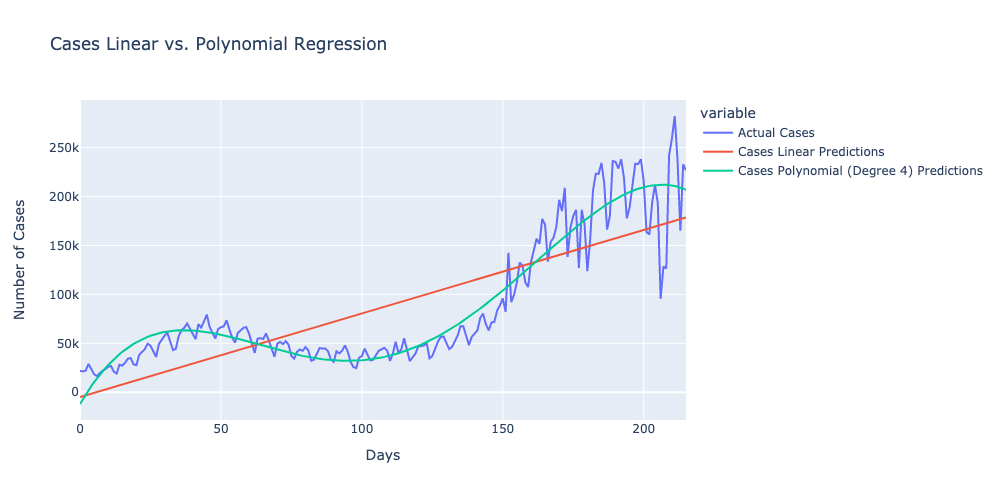 Cases Linear vs. Polynomial Regression
variable
Actual Cases
Cases Linear Predictions
Cases Polynomial (Degree 4) Predictions
Number of Cases
250k
200k
150k
100k
50k
0
0 50 100 150 200
Days